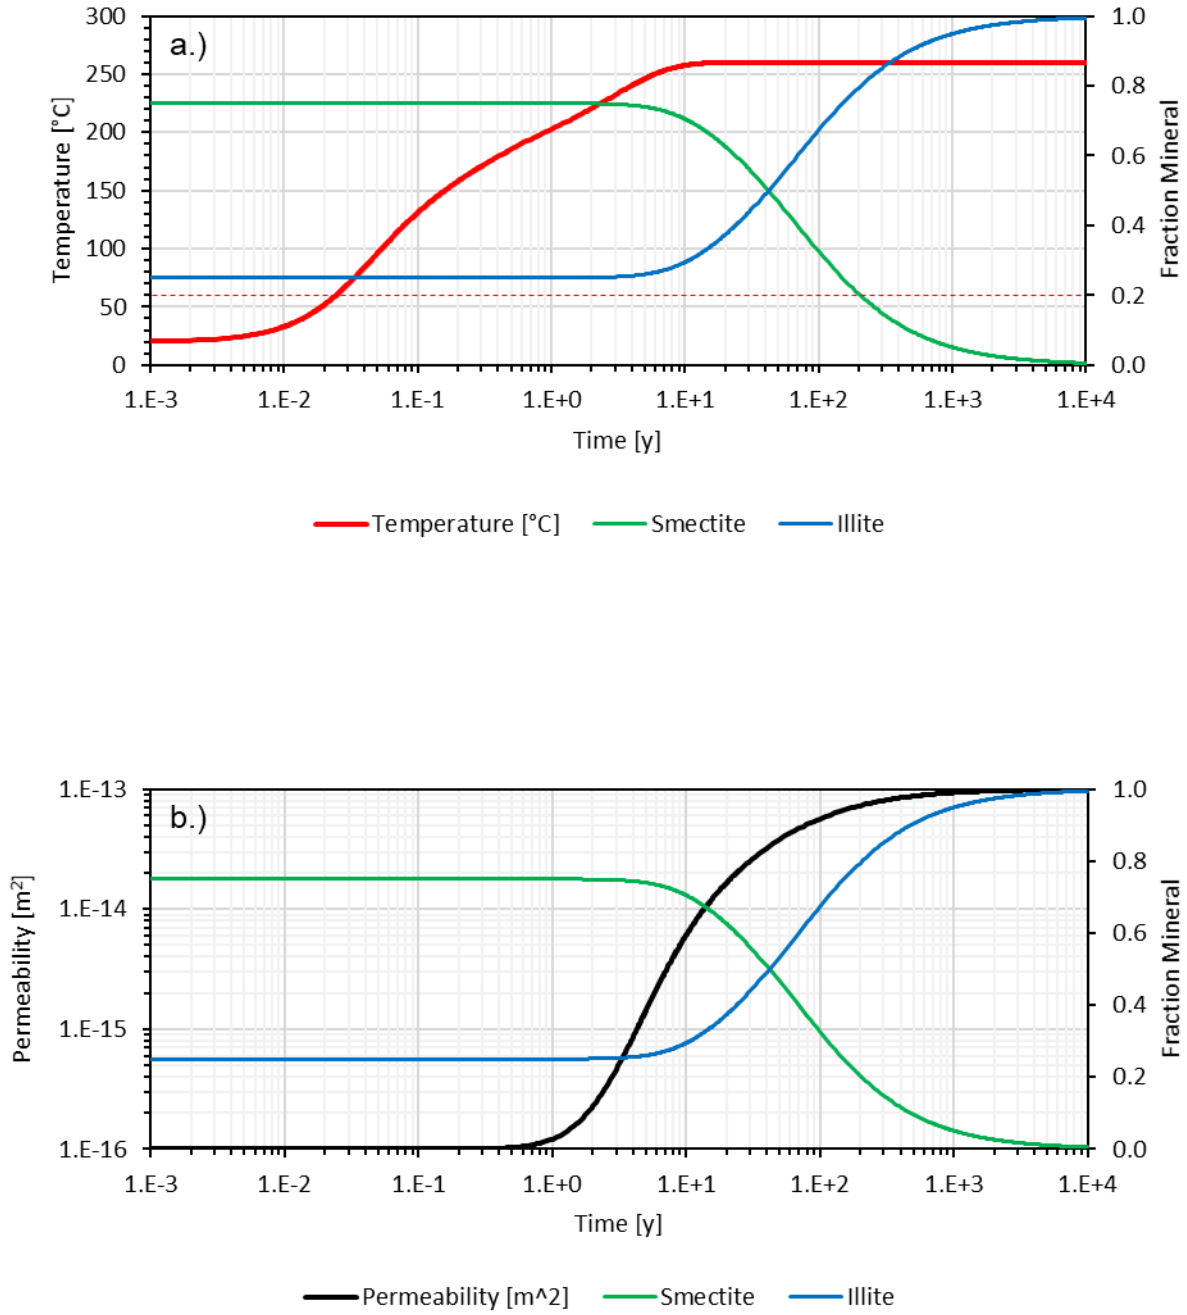 a.)
300
250
200
150
100
50
0
Temperature [°C]
1.0
0.8
0.6
0.4
0.2
0.0
Fraction Mineral
1.E-3 1.E-2 1.E-1 1.E+0 1.E+1 1.E+2 1.E+3 1.E+4
Time [y]
Temperature [°C] Smectite Illite
b.)
1.E-13
1.E-14
1.E-15
1.E-16
Permeability [m²]
1.0
0.8
0.6
0.4
0.2
0.0
Fraction Mineral
1.E-3 1.E-2 1.E-1 1.E+0 1.E+1 1.E+2 1.E+3 1.E+4
Time [y]
Permeability [m^2] Smectite Illite